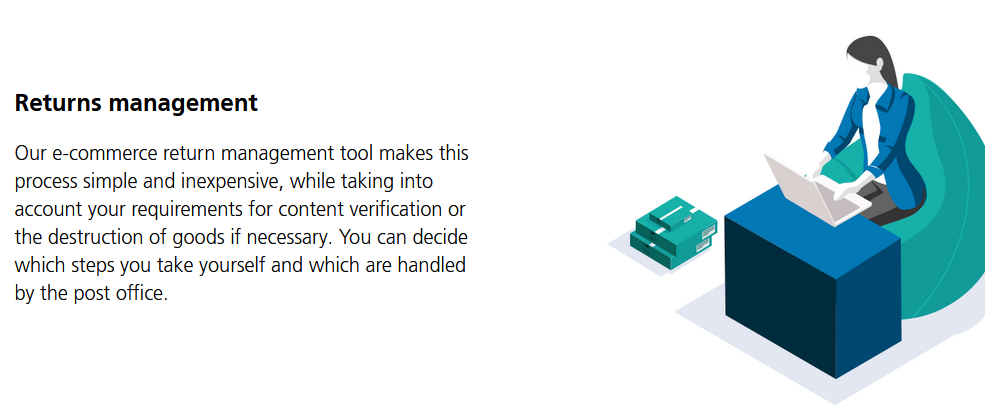 Returns management
Our e-commerce return management tool makes this
process simple and inexpensive, while taking into
account your requirements for content verification or
the destruction of goods if necessary. You can decide
which steps you take yourself and which are handled
by the post office.